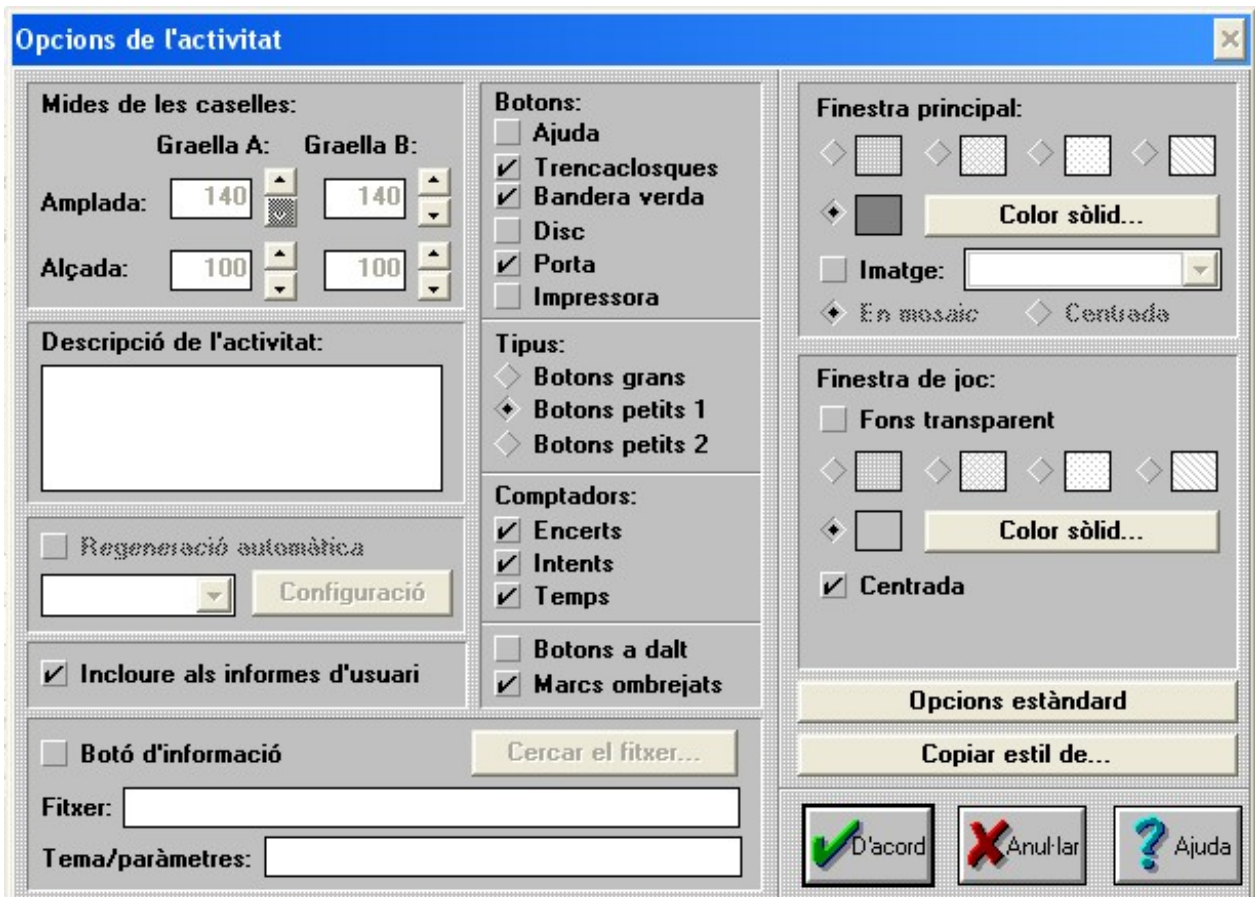 Opcions de l'activitat
Mides de les caselles:
Graella A: Graella B:
Amplada: 140 140
Alçada: 100 100
Descripció de l'activitat:
Regeneració automàtica
Configuració
Incloure als informes d'usuari
Botó d'informació
Cercar el fitxer...
Fitxer:
Tema/paràmetres:
Botons:
Ajuda
Trencaclosques
Bandera verda
Disc
Porta
Impressora
Tipus:
Botons grans
Botons petits 1
Botons petits 2
Comptadors:
Encerts
Intents
Temps
Botons a dalt
Marcs ombrejats
Finestra principal:
Color sòlid...
Imatge:
En mosaic Centrada
Finestra de joc:
Fons transparent
Color sòlid...
Centrada
Opcions estàndard
Copiar estil de...
D'acord
Anul·lar
Ajuda